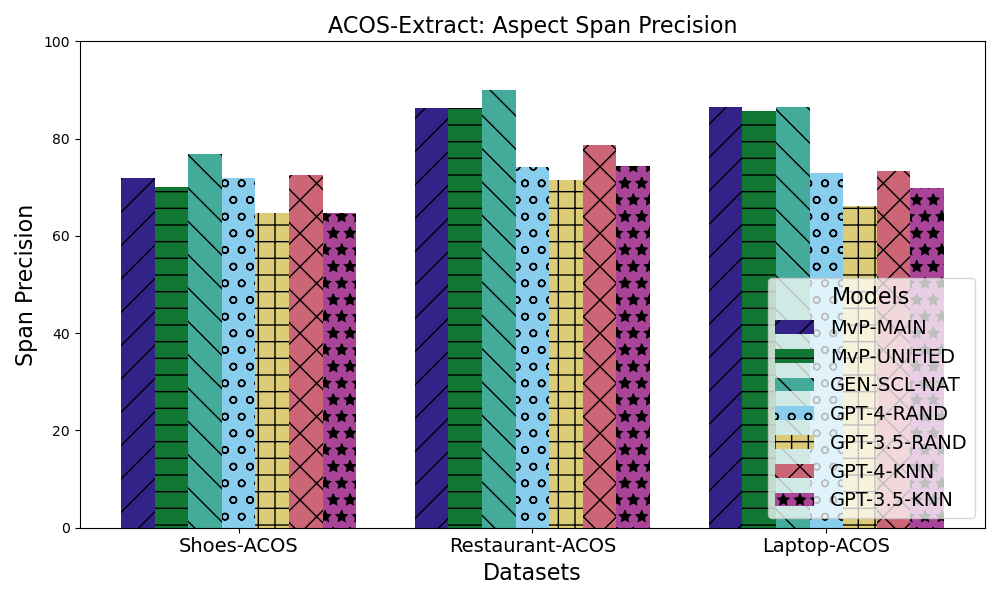 ACOS-Extract: Aspect Span Precision
100
80
60
40
20
0
Span Precision
Shoes-ACOS
Restaurant-ACOS
Laptop-ACOS
Datasets
Models
MvP-MAIN
MvP-UNIFIED
GEN-SCL-NAT
GPT-4-RAND
GPT-3.5-RAND
GPT-4-KNN
GPT-3.5-KNN